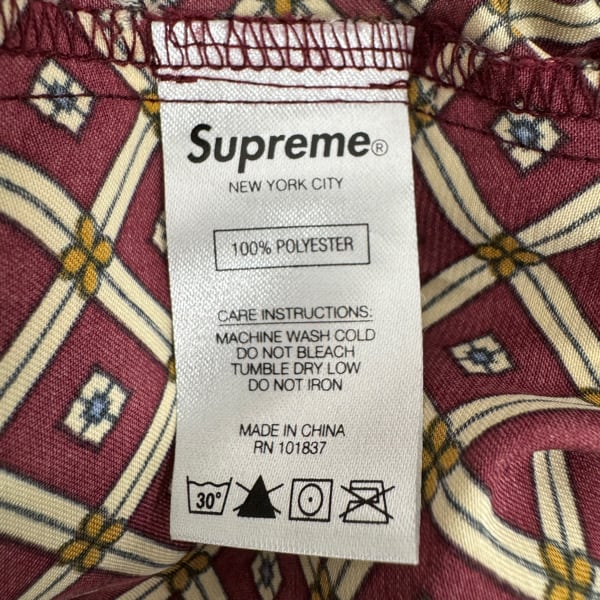 Supreme®
NEW YORK CITY
100% POLYESTER
CARE INSTRUCTIONS:
MACHINE WASH COLD
DO NOT BLEACH
TUMBLE DRY LOW
DO NOT IRON
MADE IN CHINA
RN 101837
30°